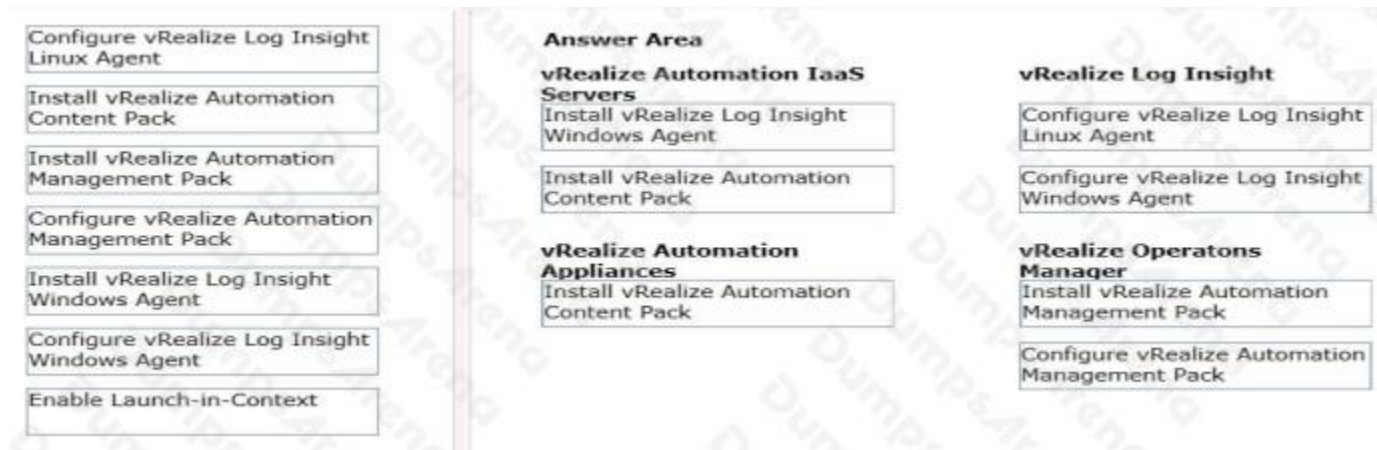 Configure vRealize Log Insight
Linux Agent
Install vRealize Automation
Content Pack
Install vRealize Automation
Management Pack
Configure vRealize Automation
Management Pack
Install vRealize Log Insight
Windows Agent
Configure vRealize Log Insight
Windows Agent
Enable Launch-in-Context
Answer Area
vRealize Automation IaaS
Servers
Install vRealize Log Insight
Windows Agent
Install vRealize Automation
Content Pack
vRealize Automation
Appliances
Install vRealize Automation
Content Pack
vRealize Log Insight
Configure vRealize Log Insight
Linux Agent
Configure vRealize Log Insight
Windows Agent
vRealize Operatons
Manager
Install vRealize Automation
Management Pack
Configure vRealize Automation
Management Pack
DumpsArena